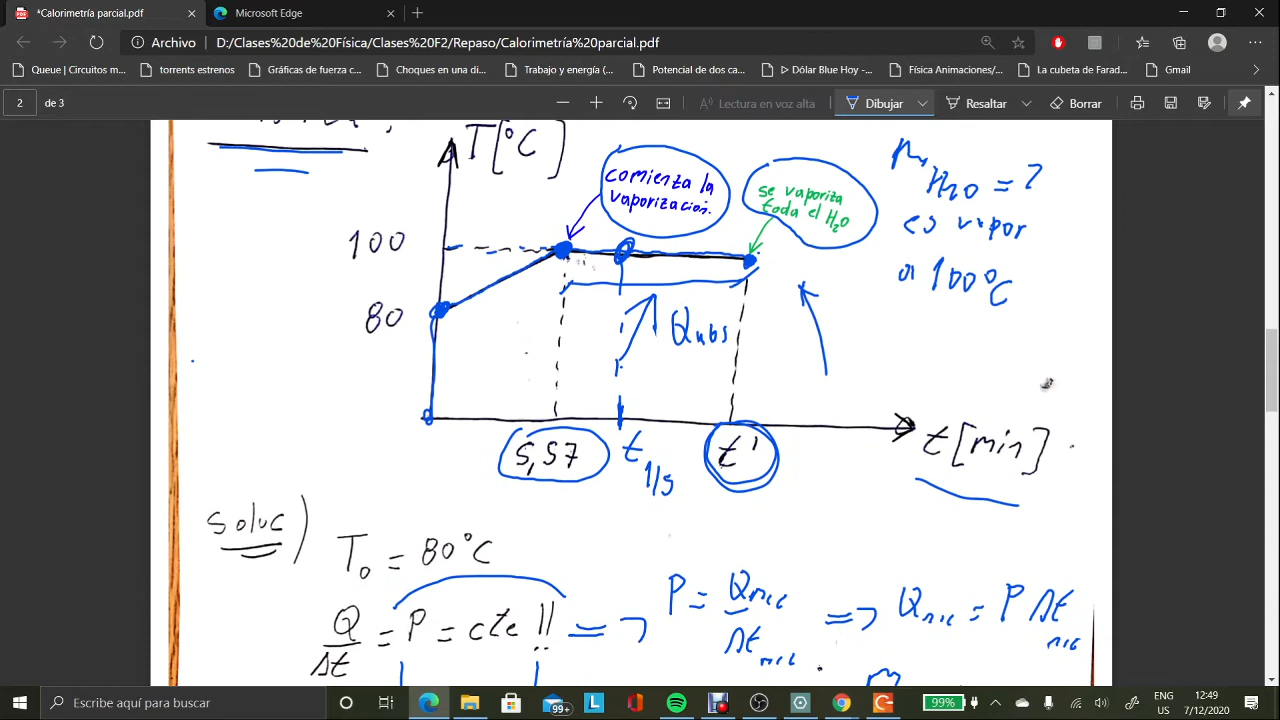 *Calorimetría parcial.pdf
Microsoft Edge
Archivo
D:/Clases%20de%20Física/Clases%20F2/Repaso/Calorimetría%20parcial.pdf
Queue | Circuitos m...
torrents estrenos
Gráficas de fuerza c...
Choques en una di...
Trabajo y energía (...
Potencial de dos ca...
Dólar Blue Hoy -...
Física Animaciones/...
La cubeta de Farad...
Gmail
2
de 3
Lectura en voz alta
Dibujar
Resaltar
Borrar
T[°C]
comienza la
vaporización.
se vaporiza
toda el H2O
H2O = ?
es vapor
a 100°C
100
80
Qabs
5,57
t 1/5
t'
t[min]
soluc)
T0 = 80°C
Q/Δt = P = cte !!
P =
Δt
= P Δt
Escribe aquí para buscar
99+
99%
ENG
US
12:49
7/12/2020